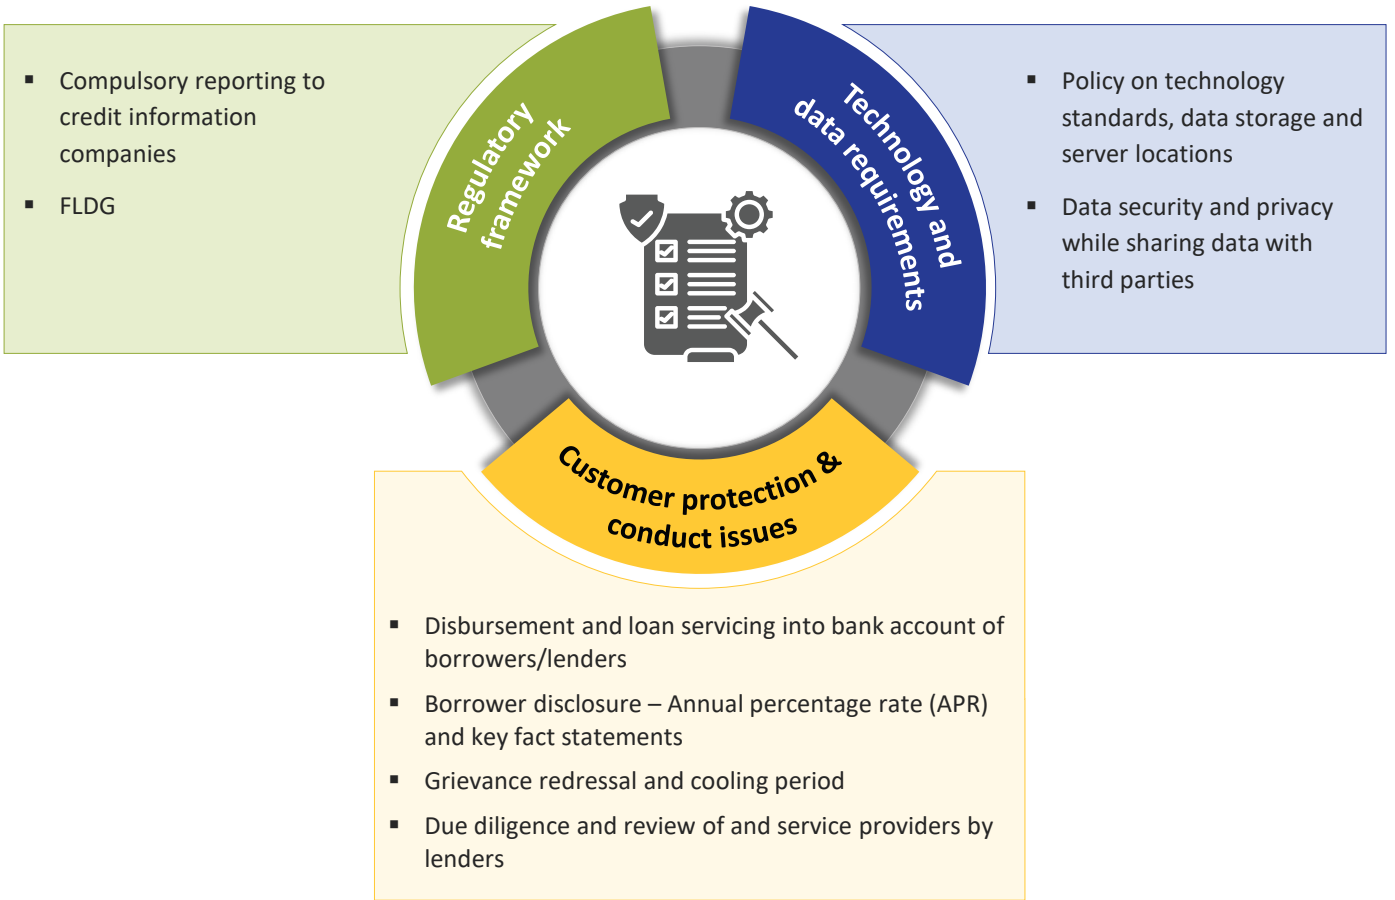 Regulatory
framework
▪ Compulsory reporting to
credit information
companies
▪ FLDG
Technology and
data requirements
▪ Policy on technology
standards, data storage and
server locations
▪ Data security and privacy
while sharing data with
third parties
Customer protection &
conduct issues
▪ Disbursement and loan servicing into bank account of
borrowers/lenders
▪ Borrower disclosure – Annual percentage rate (APR)
and key fact statements
▪ Grievance redressal and cooling period
▪ Due diligence and review of and service providers by
lenders